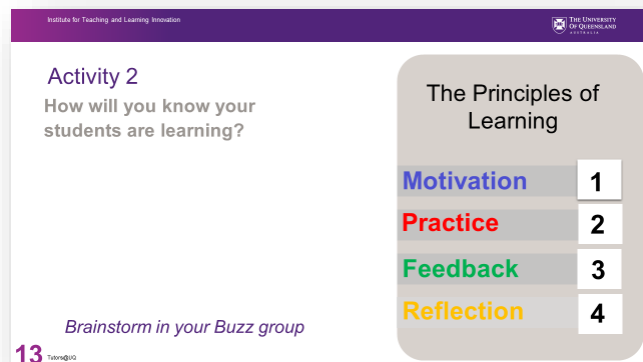 Institute for Teaching and Learning Innovation
THE UNIVERSITY
OF QUEENSLAND
AUSTRALIA
Activity 2
How will you know your
students are learning?
Brainstorm in your Buzz group
The Principles of
Learning
Motivation 1
Practice 2
Feedback 3
Reflection 4
13 Tutors@UQ